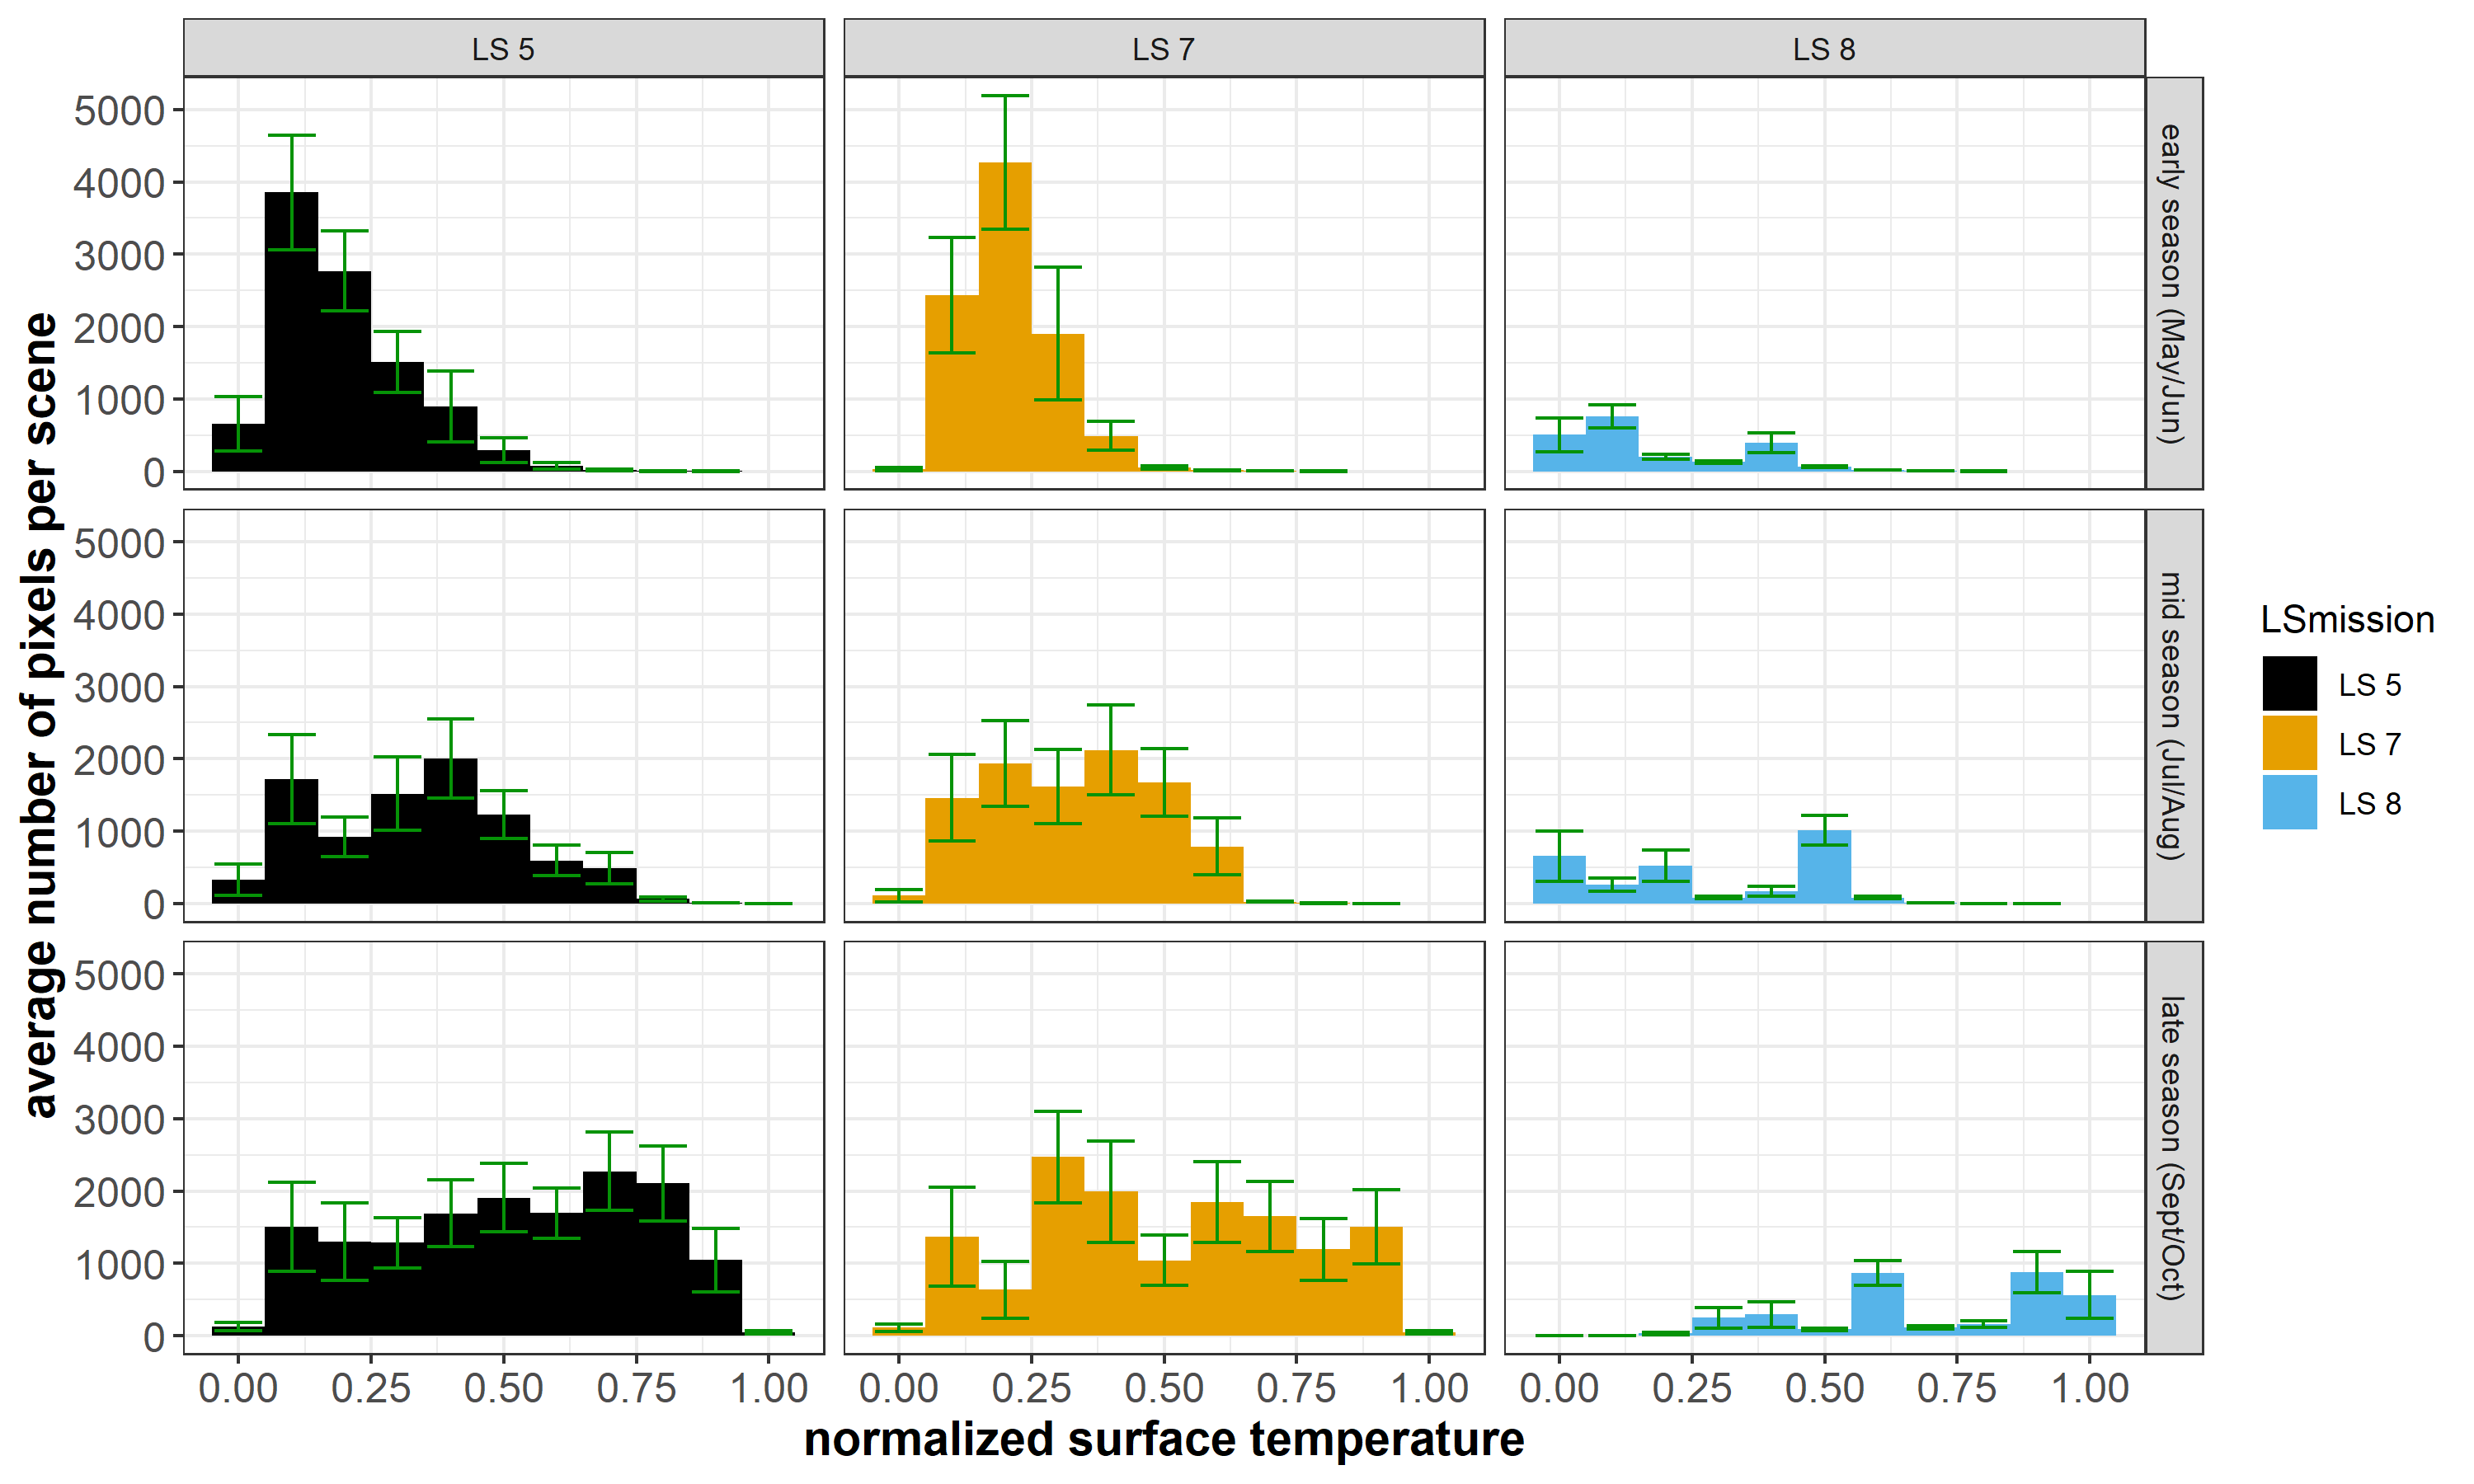 LS 5
LS 7
LS 8
5000
4000
3000
2000
1000
0
early season (May/Jun)
5000
4000
3000
2000
1000
0
mid season (Jul/Aug)
5000
4000
3000
2000
1000
0
late season (Sept/Oct)
0.00 0.25 0.50 0.75 1.00
0.00 0.25 0.50 0.75 1.00
0.00 0.25 0.50 0.75 1.00
normalized surface temperature
average number of pixels per scene
LSmission
LS 5
LS 7
LS 8